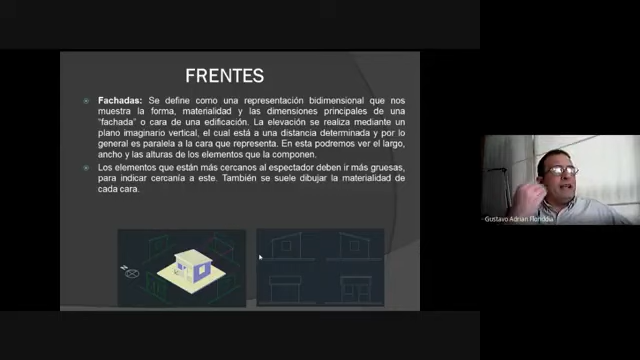 FRENTES
Fachadas: Se define como una representación bidimensional que nos
muestra la forma, materialidad y las dimensiones principales de una
"fachada" o cara de una edificación. La elevación se realiza mediante un
plano imaginario vertical, el cual está a una distancia determinada y por lo
general es paralela a la cara que representa. En esta podremos ver el largo,
ancho y las alturas de los elementos que la componen.
Los elementos que están más cercanos al espectador deben ir más gruesas,
para indicar cercanía a este. También se suele dibujar la materialidad de
cada cara.
Gustavo Adrian